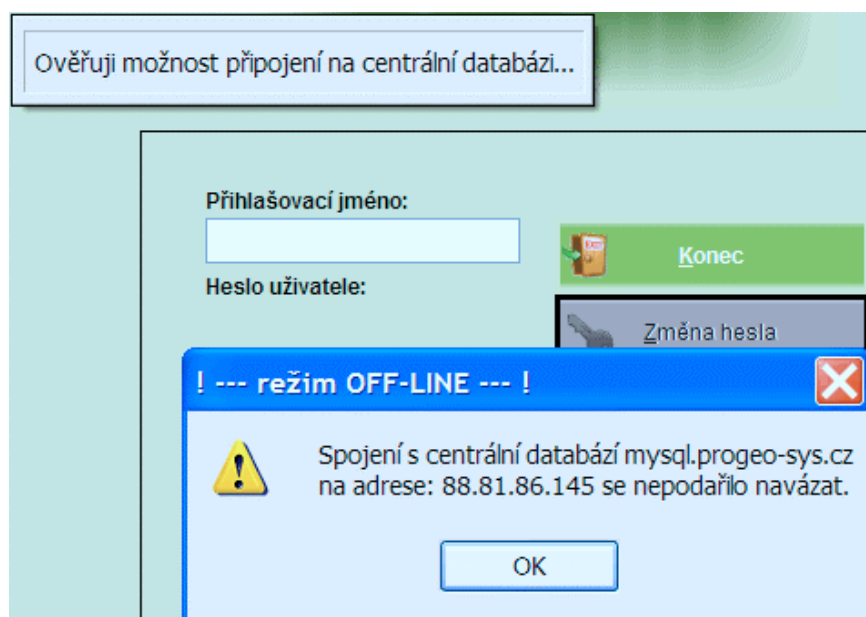 Ověřuji možnost připojení na centrální databázi...
Přihlašovací jméno:
EXIT
Konec
Heslo uživatele:
Změna hesla
! --- režim OFF-LINE --- !
Spojení s centrální databází mysql.progeo-sys.cz
na adrese: 88.81.86.145 se nepodařilo navázat.
OK